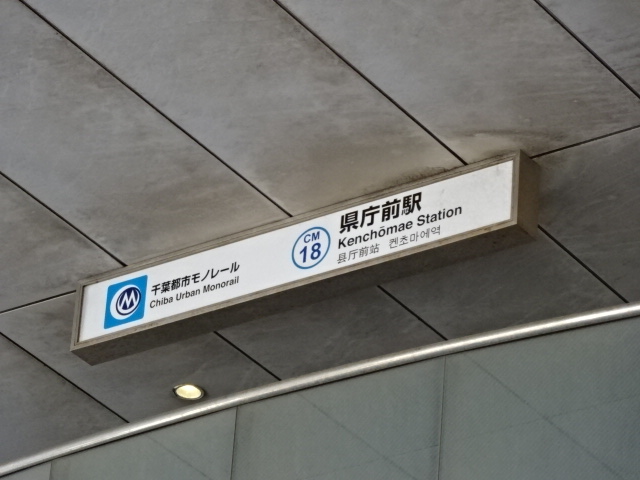 千葉都市モノレール
Chiba Urban Monorail
CM
18
県庁前駅
Kenchōmae Station
县厅前站 켄초마에역